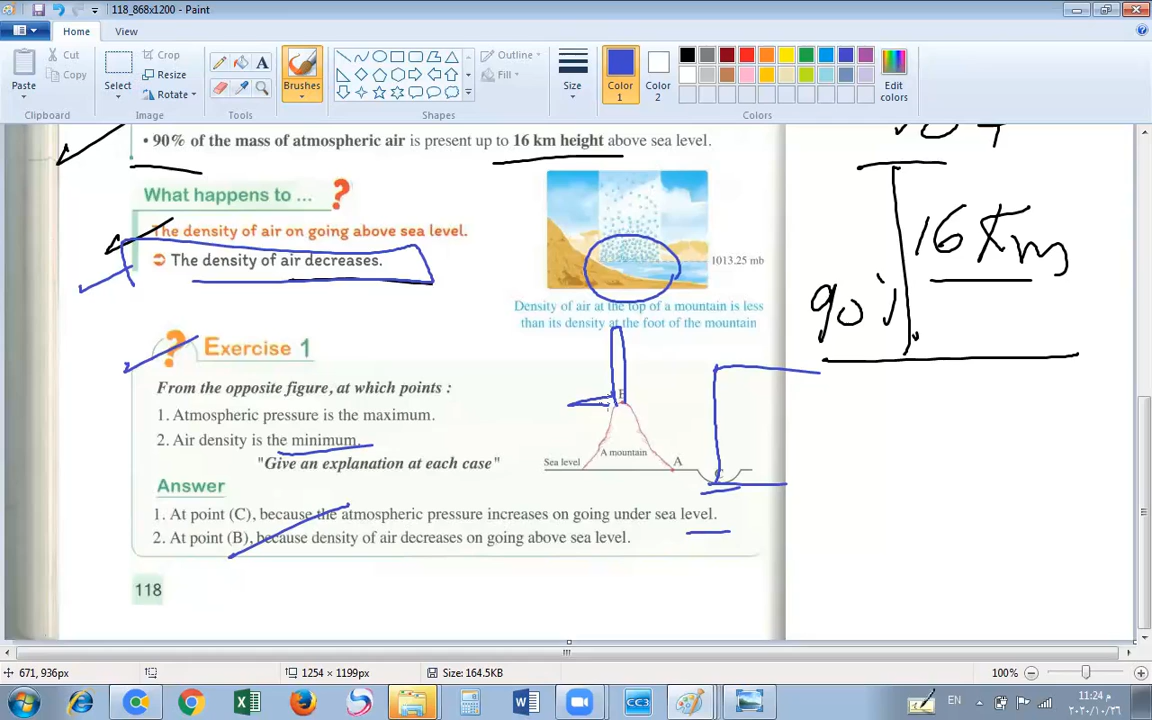 118_868x1200 - Paint
Home
View
Paste
Cut
Copy
Clipboard
Select
Crop
Resize
Rotate
Image
A
Tools
Brushes
Shapes
Outline
Fill
Size
Color 1
Color 2
Edit colors
Colors
• 90% of the mass of atmospheric air is present up to 16 km height above sea level.
What happens to ... ?
The density of air on going above sea level.
The density of air decreases.
1013.25 mb
Density of air at the top of a mountain is less
than its density at the foot of the mountain
16 Km
90 %
? Exercise 1
From the opposite figure, at which points :
1. Atmospheric pressure is the maximum.
2. Air density is the minimum.
"Give an explanation at each case"
B
A mountain
Sea level
A
C
Answer
1. At point (C), because the atmospheric pressure increases on going under sea level.
2. At point (B), because density of air decreases on going above sea level.
118
671, 936px
1254 × 1199px
Size: 164.5KB
100%
EN
11:24 م
٢٠٢٠/١٠/٢٦